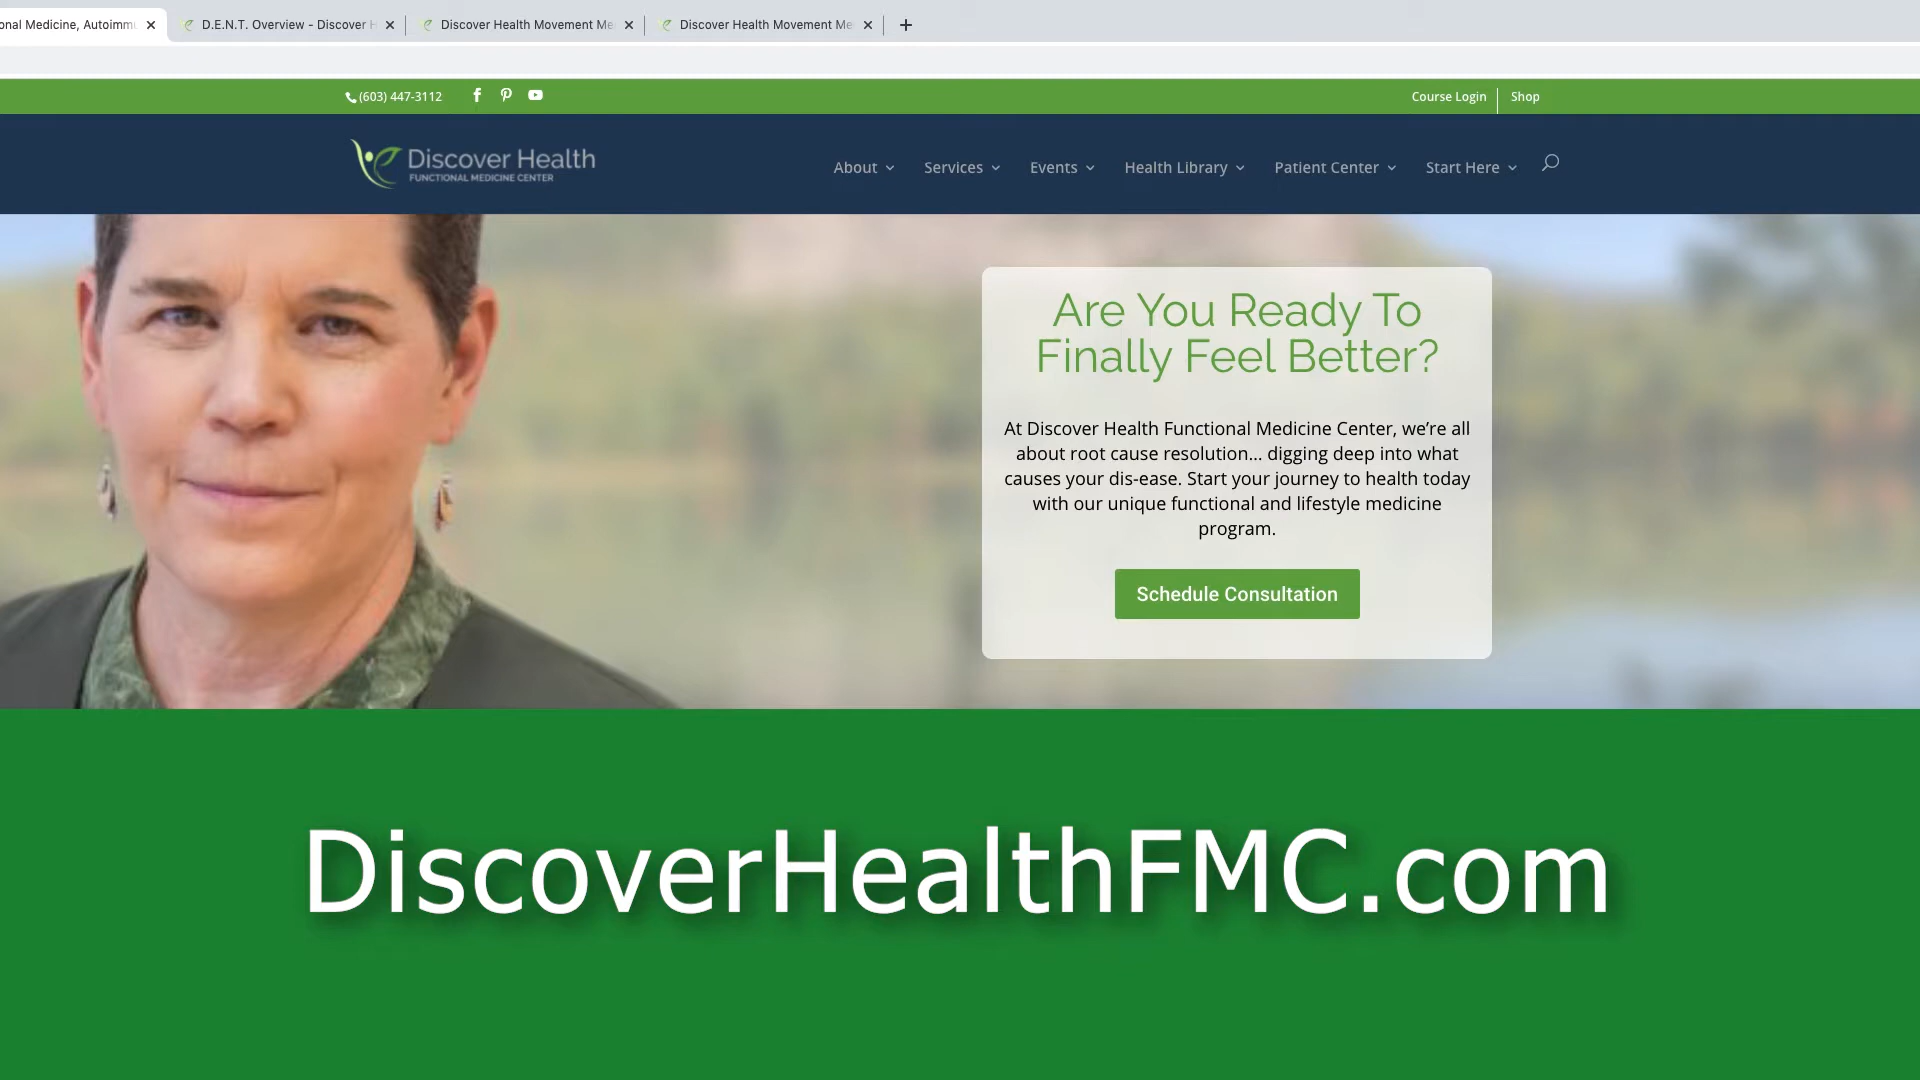 onal Medicine, Autoimm
D.E.N.T. Overview - Discover H
Discover Health Movement Me
Discover Health Movement Me
(603) 447-3112
Course Login
Shop
Discover Health
FUNCTIONAL MEDICINE CENTER
About
Services
Events
Health Library
Patient Center
Start Here
Are You Ready To
Finally Feel Better?
At Discover Health Functional Medicine Center, we’re all
about root cause resolution... digging deep into what
causes your dis-ease. Start your journey to health today
with our unique functional and lifestyle medicine
program.
Schedule Consultation
DiscoverHealthFMC.com